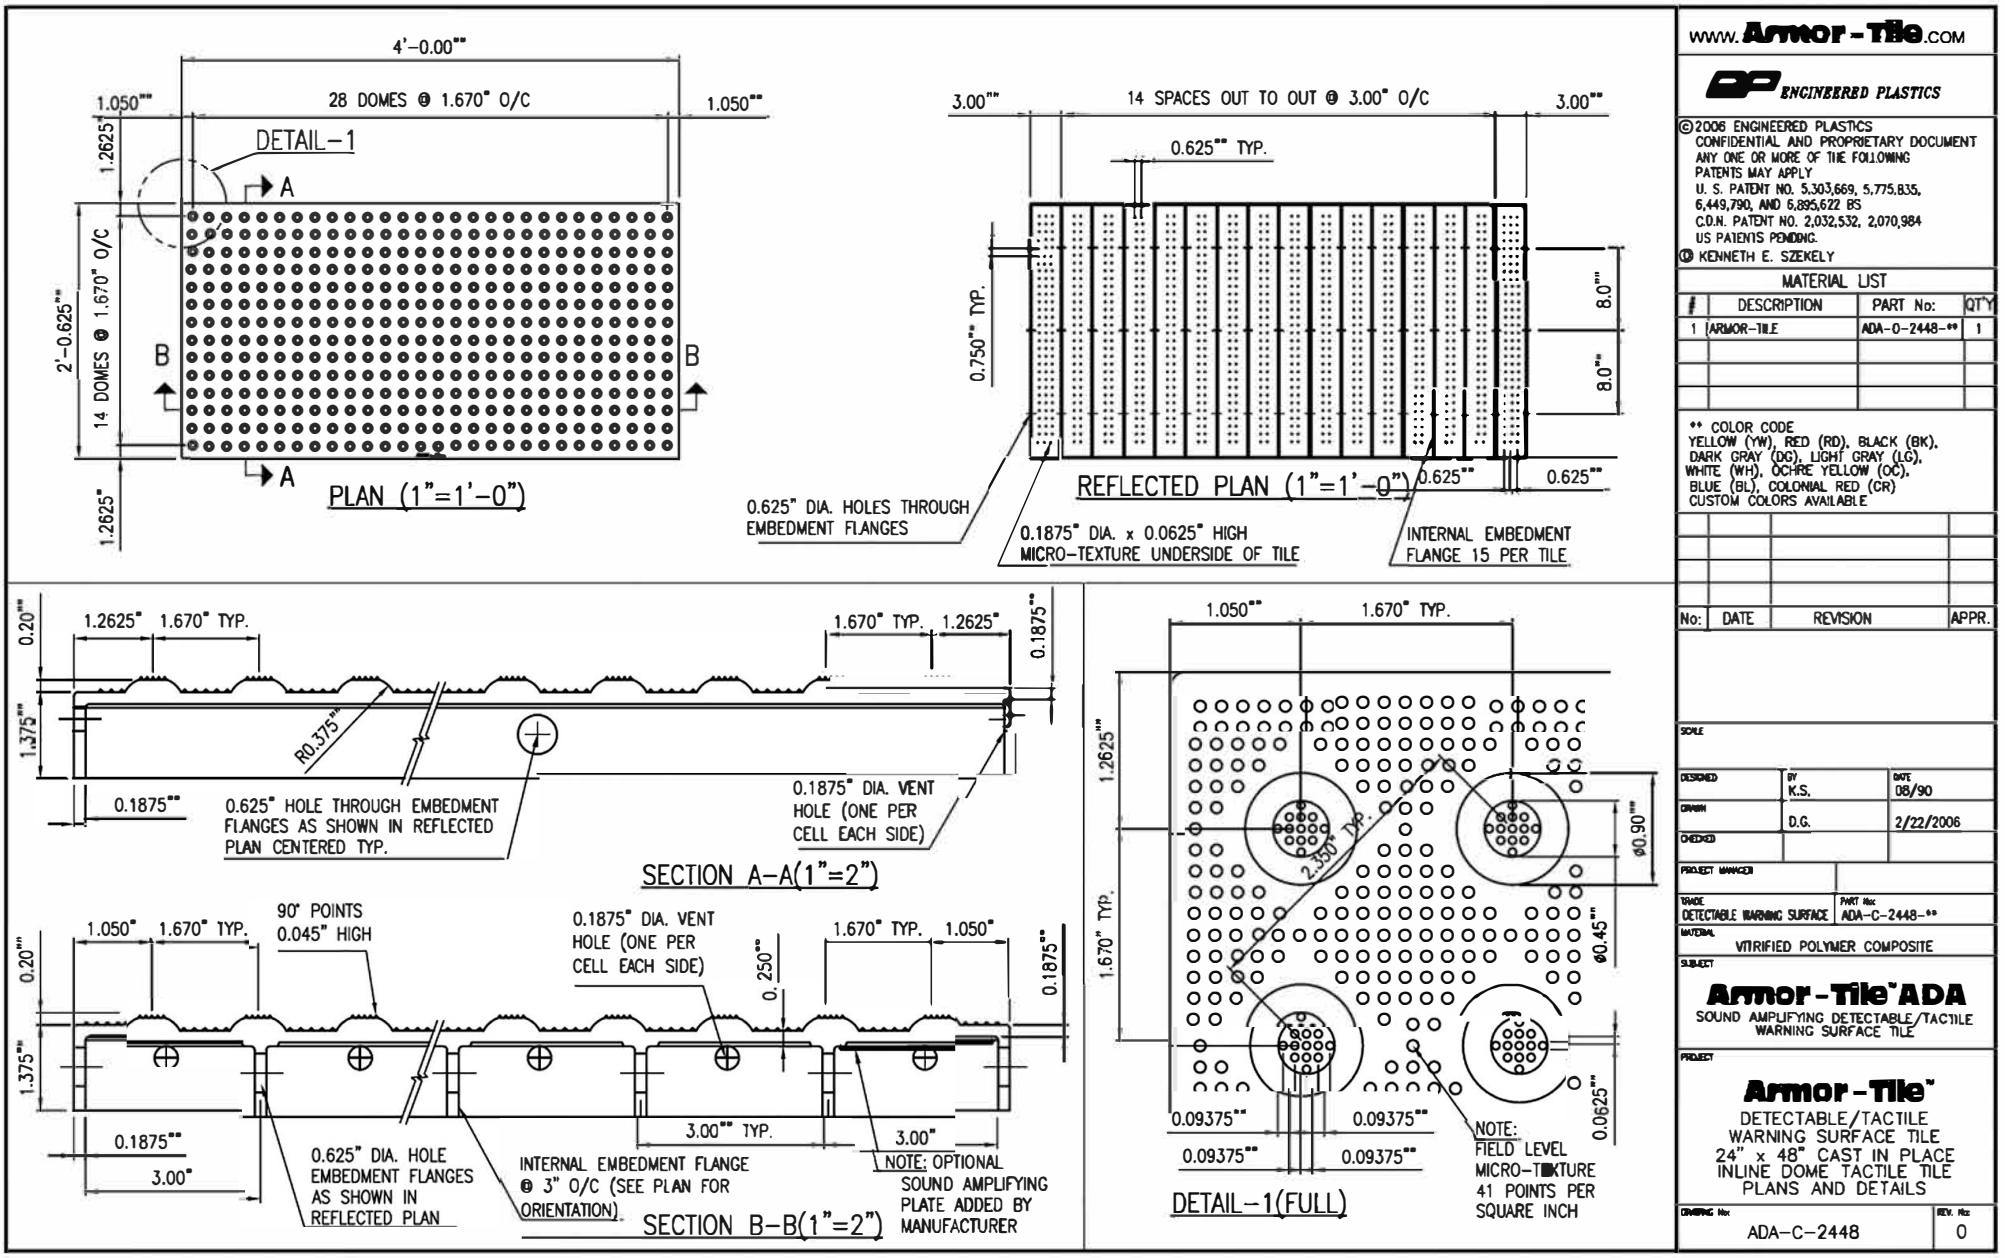 4'-0.00""
28 DOMES @ 1.670" O/C
1.050""
1.050""
1.2625"
DETAIL-1
A
2'-0.625""
14 DOMES @ 1.670" O/C
B
B
A
1.2625"
PLAN (1"=1'-0")
3.00""
14 SPACES OUT TO OUT @ 3.00" O/C
3.00""
0.625"" TYP.
0.750"" TYP.
8.0""
8.0""
REFLECTED PLAN (1"=1'-0")
0.625""
0.625""
0.625" DIA. HOLES THROUGH
EMBEDMENT FLANGES
0.1875" DIA. x 0.0625" HIGH
MICRO-TEXTURE UNDERSIDE OF TILE
INTERNAL EMBEDMENT
FLANGE 15 PER TILE
0.20""
1.2625"
1.670" TYP.
1.670" TYP.
1.2625"
0.1875""
1.375""
R0.375""
0.1875""
0.625" HOLE THROUGH EMBEDMENT
FLANGES AS SHOWN IN REFLECTED
PLAN CENTERED TYP.
0.1875" DIA. VENT
HOLE (ONE PER
CELL EACH SIDE)
SECTION A-A(1"=2")
0.20""
1.050"
1.670" TYP.
90° POINTS
0.045" HIGH
0.1875" DIA. VENT
HOLE (ONE PER
CELL EACH SIDE)
0.250""
1.670" TYP.
1.050"
0.1875""
1.375""
0.1875""
3.00"
0.625" DIA. HOLE
EMBEDMENT FLANGES
AS SHOWN IN
REFLECTED PLAN
INTERNAL EMBEDMENT FLANGE
@ 3" O/C (SEE PLAN FOR
ORIENTATION)
3.00"" TYP.
3.00"
NOTE: OPTIONAL
SOUND AMPLIFYING
PLATE ADDED BY
MANUFACTURER
SECTION B-B(1"=2")
1.050""
1.670" TYP.
1.2625""
1.670" TYP.
2.350" TYP.
ø0.90""
ø0.45""
0.0625""
0.09375""
0.09375""
0.09375""
0.09375""
NOTE:
FIELD LEVEL
MICRO-TEXTURE
41 POINTS PER
SQUARE INCH
DETAIL-1(FULL)
www.Armor-Tile.COM
ENGINEERED PLASTICS
©2006 ENGINEERED PLASTICS
CONFIDENTIAL AND PROPRIETARY DOCUMENT
ANY ONE OR MORE OF THE FOLLOWING
PATENTS MAY APPLY
U. S. PATENT NO. 5,303,669, 5,775,835,
6,449,790, AND 6,895,622 BS
C.D.N. PATENT NO. 2,032,532, 2,070,984
US PATENTS PENDING.
© KENNETH E. SZEKELY
MATERIAL LIST
# DESCRIPTION PART No: QT'Y
1 ARMOR-TILE ADA-O-2448-** 1
** COLOR CODE
YELLOW (YW), RED (RD), BLACK (BK),
DARK GRAY (DG), LIGHT GRAY (LG),
WHITE (WH), OCHRE YELLOW (OC),
BLUE (BL), COLONIAL RED (CR)
CUSTOM COLORS AVAILABLE
No: DATE REVISION APPR.
SCALE
DESIGNED BY DATE
K.S. 08/90
DRAWN
D.G. 2/22/2006
CHECKED
PROJECT MANAGER
TRADE PART No:
DETECTABLE WARNING SURFACE ADA-C-2448-**
MATERIAL
VITRIFIED POLYMER COMPOSITE
SUBJECT
Armor-Tile™ADA
SOUND AMPLIFYING DETECTABLE/TACTILE
WARNING SURFACE TILE
PROJECT
Armor-Tile™
DETECTABLE/TACTILE
WARNING SURFACE TILE
24" x 48" CAST IN PLACE
INLINE DOME TACTILE TILE
PLANS AND DETAILS
DRAWING No: REV. No:
ADA-C-2448 0